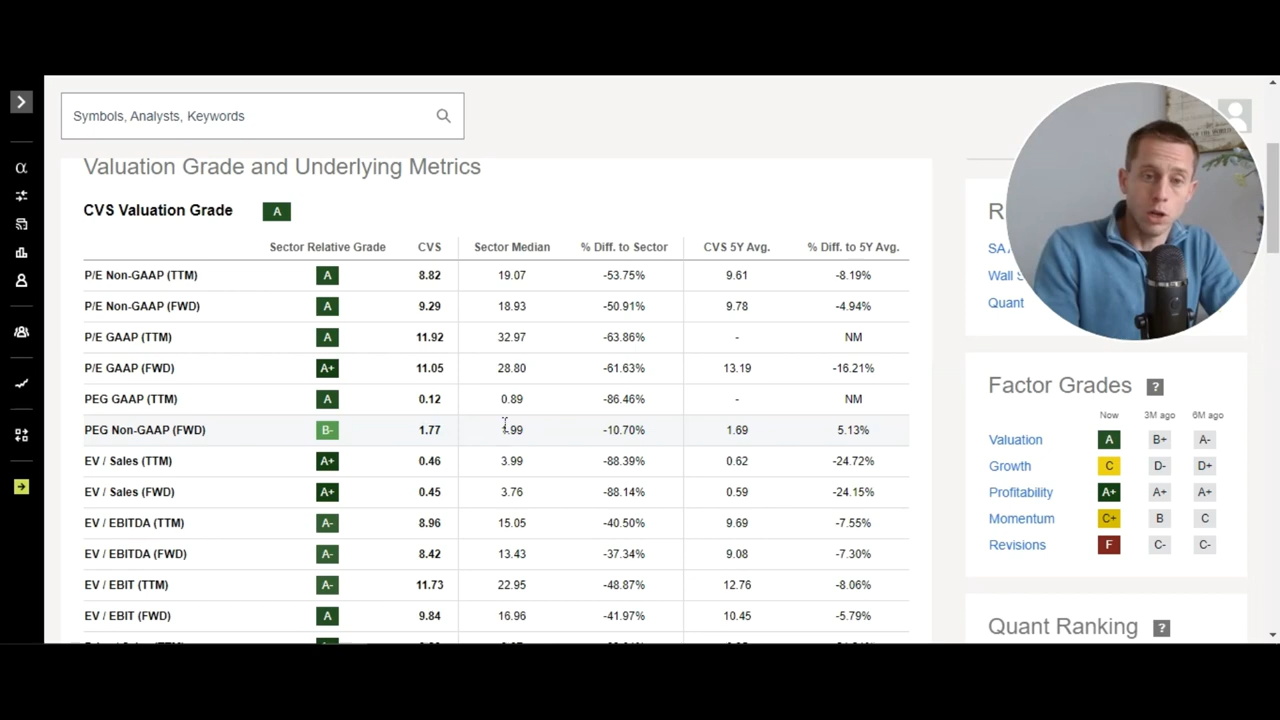 Symbols, Analysts, Keywords
Valuation Grade and Underlying Metrics
CVS Valuation Grade A
Sector Relative Grade CVS Sector Median % Diff. to Sector CVS 5Y Avg. % Diff. to 5Y Avg.
P/E Non-GAAP (TTM) A 8.82 19.07 -53.75% 9.61 -8.19%
P/E Non-GAAP (FWD) A 9.29 18.93 -50.91% 9.78 -4.94%
P/E GAAP (TTM) A 11.92 32.97 -63.86% - NM
P/E GAAP (FWD) A+ 11.05 28.80 -61.63% 13.19 -16.21%
PEG GAAP (TTM) A 0.12 0.89 -86.46% - NM
PEG Non-GAAP (FWD) B- 1.77 1.99 -10.70% 1.69 5.13%
EV / Sales (TTM) A+ 0.46 3.99 -88.39% 0.62 -24.72%
EV / Sales (FWD) A+ 0.45 3.76 -88.14% 0.59 -24.15%
EV / EBITDA (TTM) A- 8.96 15.05 -40.50% 9.69 -7.55%
EV / EBITDA (FWD) A- 8.42 13.43 -37.34% 9.08 -7.30%
EV / EBIT (TTM) A- 11.73 22.95 -48.87% 12.76 -8.06%
EV / EBIT (FWD) A 9.84 16.96 -41.97% 10.45 -5.79%
R
SA
Wall S
Quant
Factor Grades ?
Now 3M ago 6M ago
Valuation A B+ A-
Growth C D- D+
Profitability A+ A+ A+
Momentum C+ B C
Revisions F C- C-
Quant Ranking ?